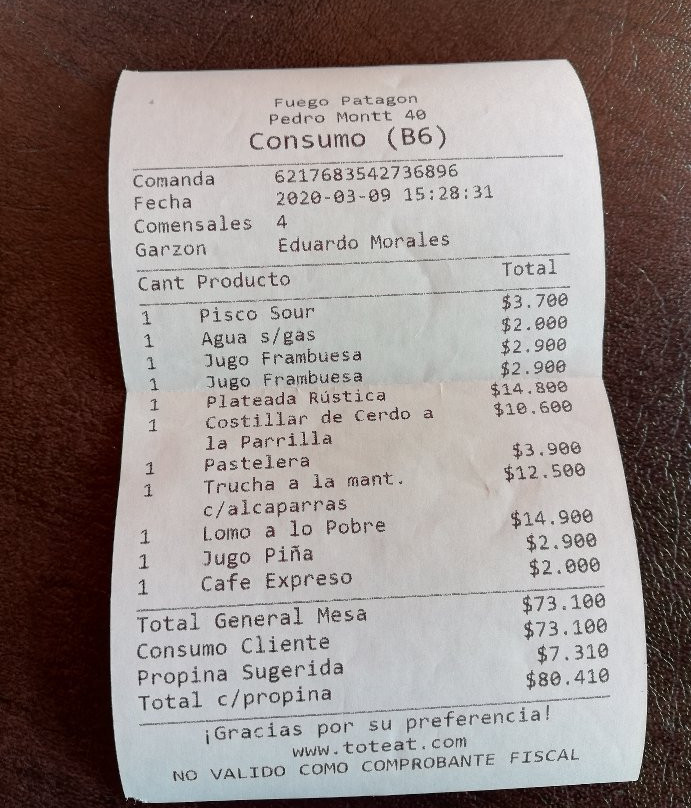 Fuego Patagon
Pedro Montt 40
Consumo (B6)
Comanda 6217683542736896
Fecha 2020-03-09 15:28:31
Comensales 4
Garzon Eduardo Morales
Cant Producto Total
1 Pisco Sour $3.700
1 Agua s/gas $2.000
1 Jugo Frambuesa $2.900
1 Jugo Frambuesa $2.900
1 Plateada Rústica $14.800
1 Costillar de Cerdo a $10.600
la Parrilla
1 Pastelera $3.900
1 Trucha a la mant. $12.500
c/alcaparras
1 Lomo a lo Pobre $14.900
1 Jugo Piña $2.900
1 Cafe Expreso $2.000
Total General Mesa $73.100
Consumo Cliente $73.100
Propina Sugerida $7.310
Total c/propina $80.410
¡Gracias por su preferencia!
www.toteat.com
NO VALIDO COMO COMPROBANTE FISCAL